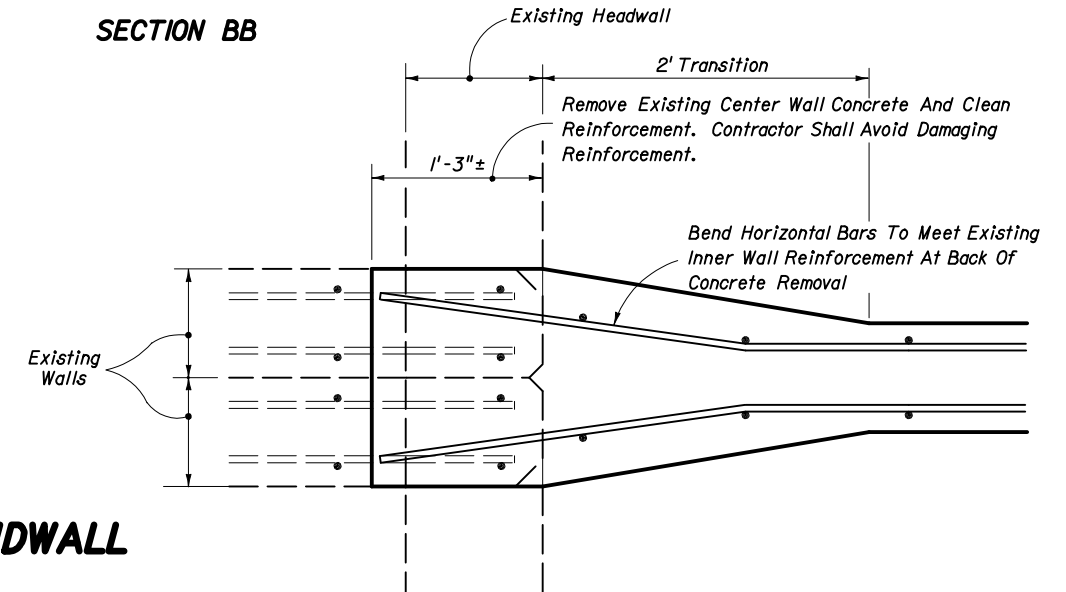 SECTION BB
Existing Headwall
2' Transition
Remove Existing Center Wall Concrete And Clean
Reinforcement. Contractor Shall Avoid Damaging
Reinforcement.
1'-3"±
Bend Horizontal Bars To Meet Existing
Inner Wall Reinforcement At Back Of
Concrete Removal
Existing
Walls
DWALL